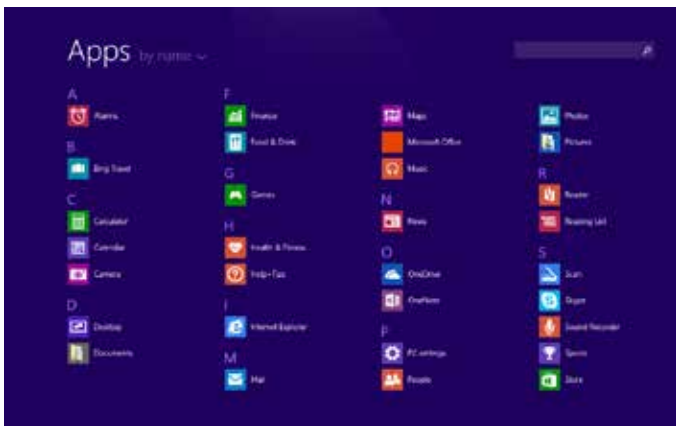 Apps by name
A
Alarms
B
Bing Travel
C
Calculator
Calendar
Camera
D
Desktop
Documents
F
Finance
Food & Drink
G
Games
H
Health & Fitness
Help+Tips
I
Internet Explorer
M
Mail
Maps
Microsoft Office
Music
N
News
O
OneDrive
OneNote
P
PC settings
People
Photos
Pictures
R
Reader
Reading List
S
Scan
Skype
Sound Recorder
Sports
Store